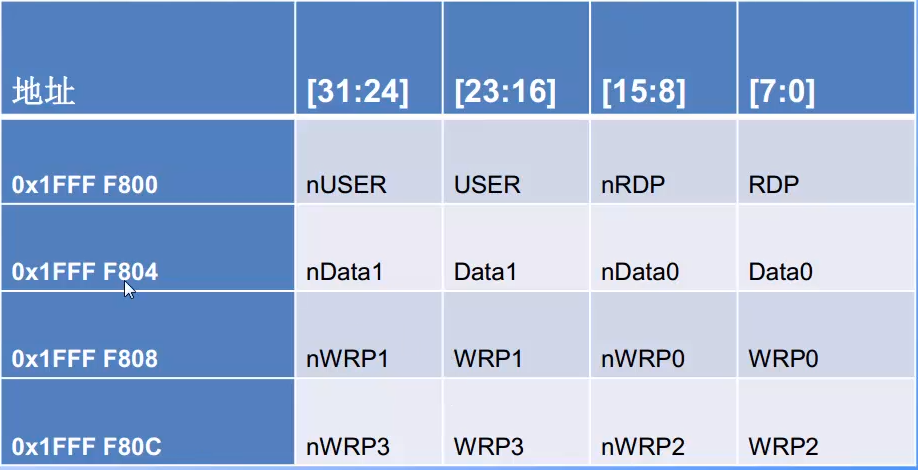 地址 [31:24] [23:16] [15:8] [7:0]
0x1FFF F800 nUSER USER nRDP RDP
0x1FFF F804 nData1 Data1 nData0 Data0
0x1FFF F808 nWRP1 WRP1 nWRP0 WRP0
0x1FFF F80C nWRP3 WRP3 nWRP2 WRP2